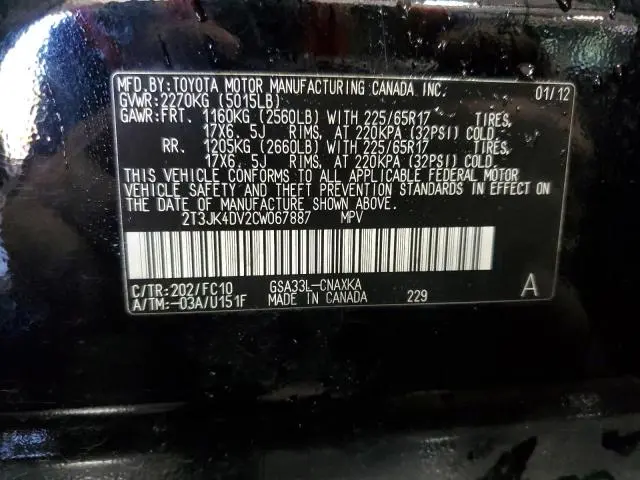 MFD.BY:TOYOTA MOTOR MANUFACTURING CANADA INC. 01/12
GVWR:2270KG (5015LB)
GAWR:FRT. 1160KG (2560LB) WITH 225/65R17 TIRES,
17X6.5J RIMS, AT 220KPA (32PSI) COLD.
RR. 1205KG (2660LB) WITH 225/65R17 TIRES,
17X6.5J RIMS, AT 220KPA (32PSI) COLD.
THIS VEHICLE CONFORMS TO ALL APPLICABLE FEDERAL MOTOR
VEHICLE SAFETY AND THEFT PREVENTION STANDARDS IN EFFECT ON
THE DATE OF MANUFACTURE SHOWN ABOVE.
2T3JK4DV2CW067887 MPV
C/TR:202/FC10 GSA33L-CNAXKA
A/TM:-03A/U151F MADE IN CANADA 229 A